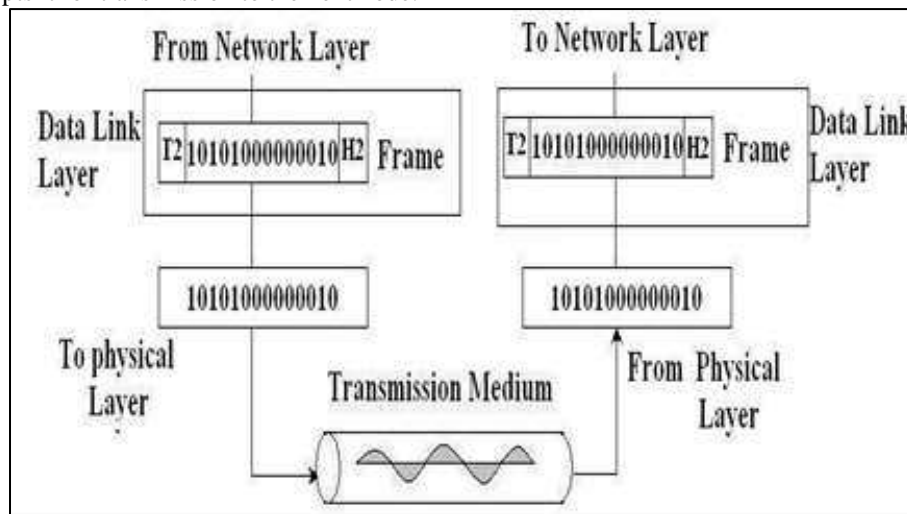 From Network Layer
To Network Layer
Data Link
Layer
T2 10101000000010 H2
Frame
T2 10101000000010 H2
Frame
Data Link
Layer
10101000000010
10101000000010
To physical
Layer
Transmission Medium
From Physical
Layer